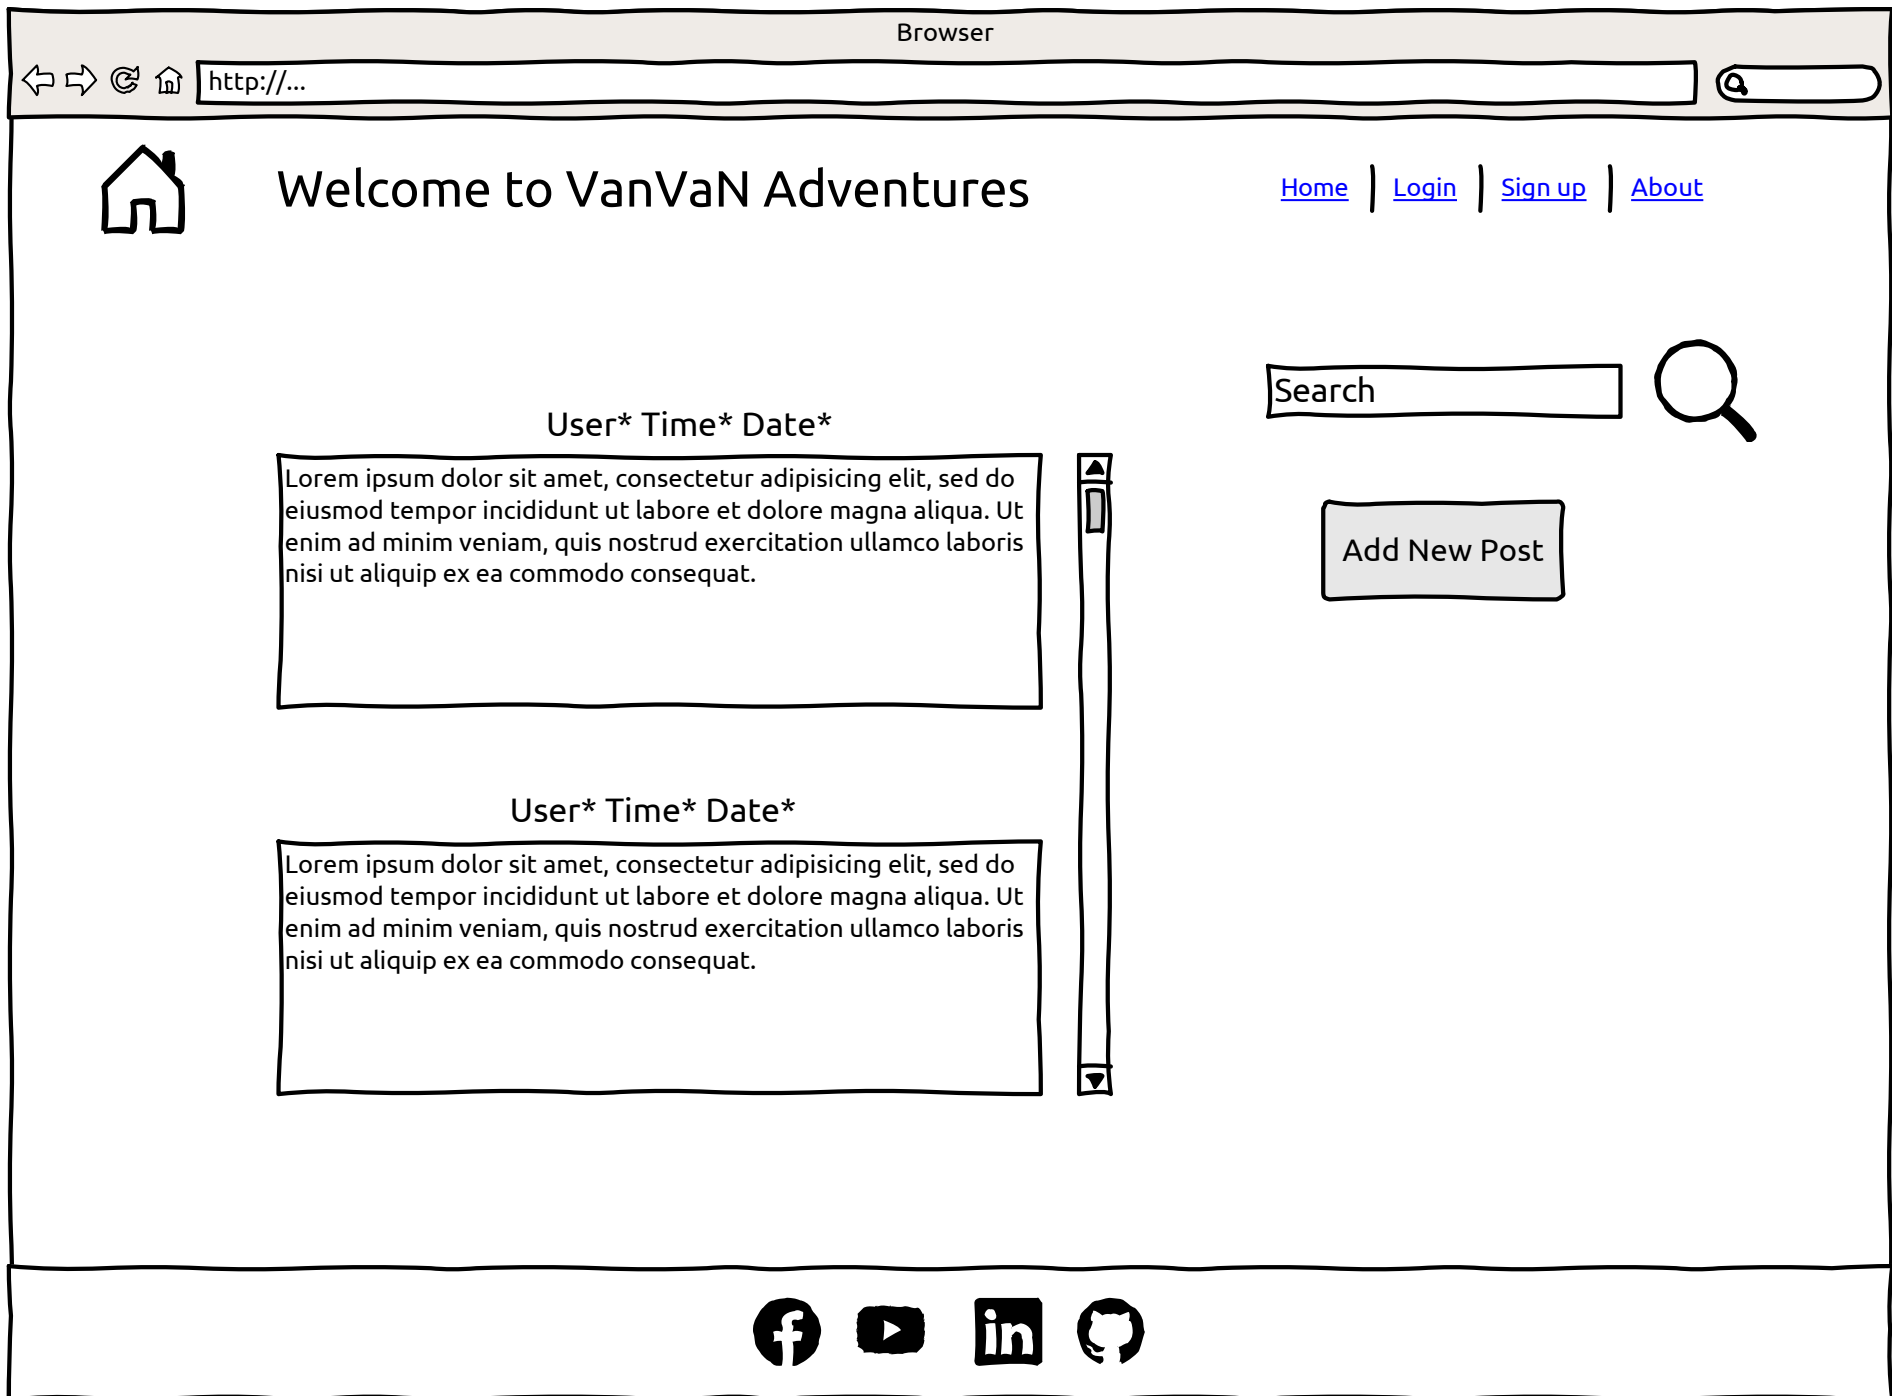 Browser
http://...
Welcome to VanVaN Adventures
Home
Login
Sign up
About
Search
User* Time* Date*
Lorem ipsum dolor sit amet, consectetur adipisicing elit, sed do
eiusmod tempor incididunt ut labore et dolore magna aliqua. Ut
enim ad minim veniam, quis nostrud exercitation ullamco laboris
nisi ut aliquip ex ea commodo consequat.
Add New Post
User* Time* Date*
Lorem ipsum dolor sit amet, consectetur adipisicing elit, sed do
eiusmod tempor incididunt ut labore et dolore magna aliqua. Ut
enim ad minim veniam, quis nostrud exercitation ullamco laboris
nisi ut aliquip ex ea commodo consequat.